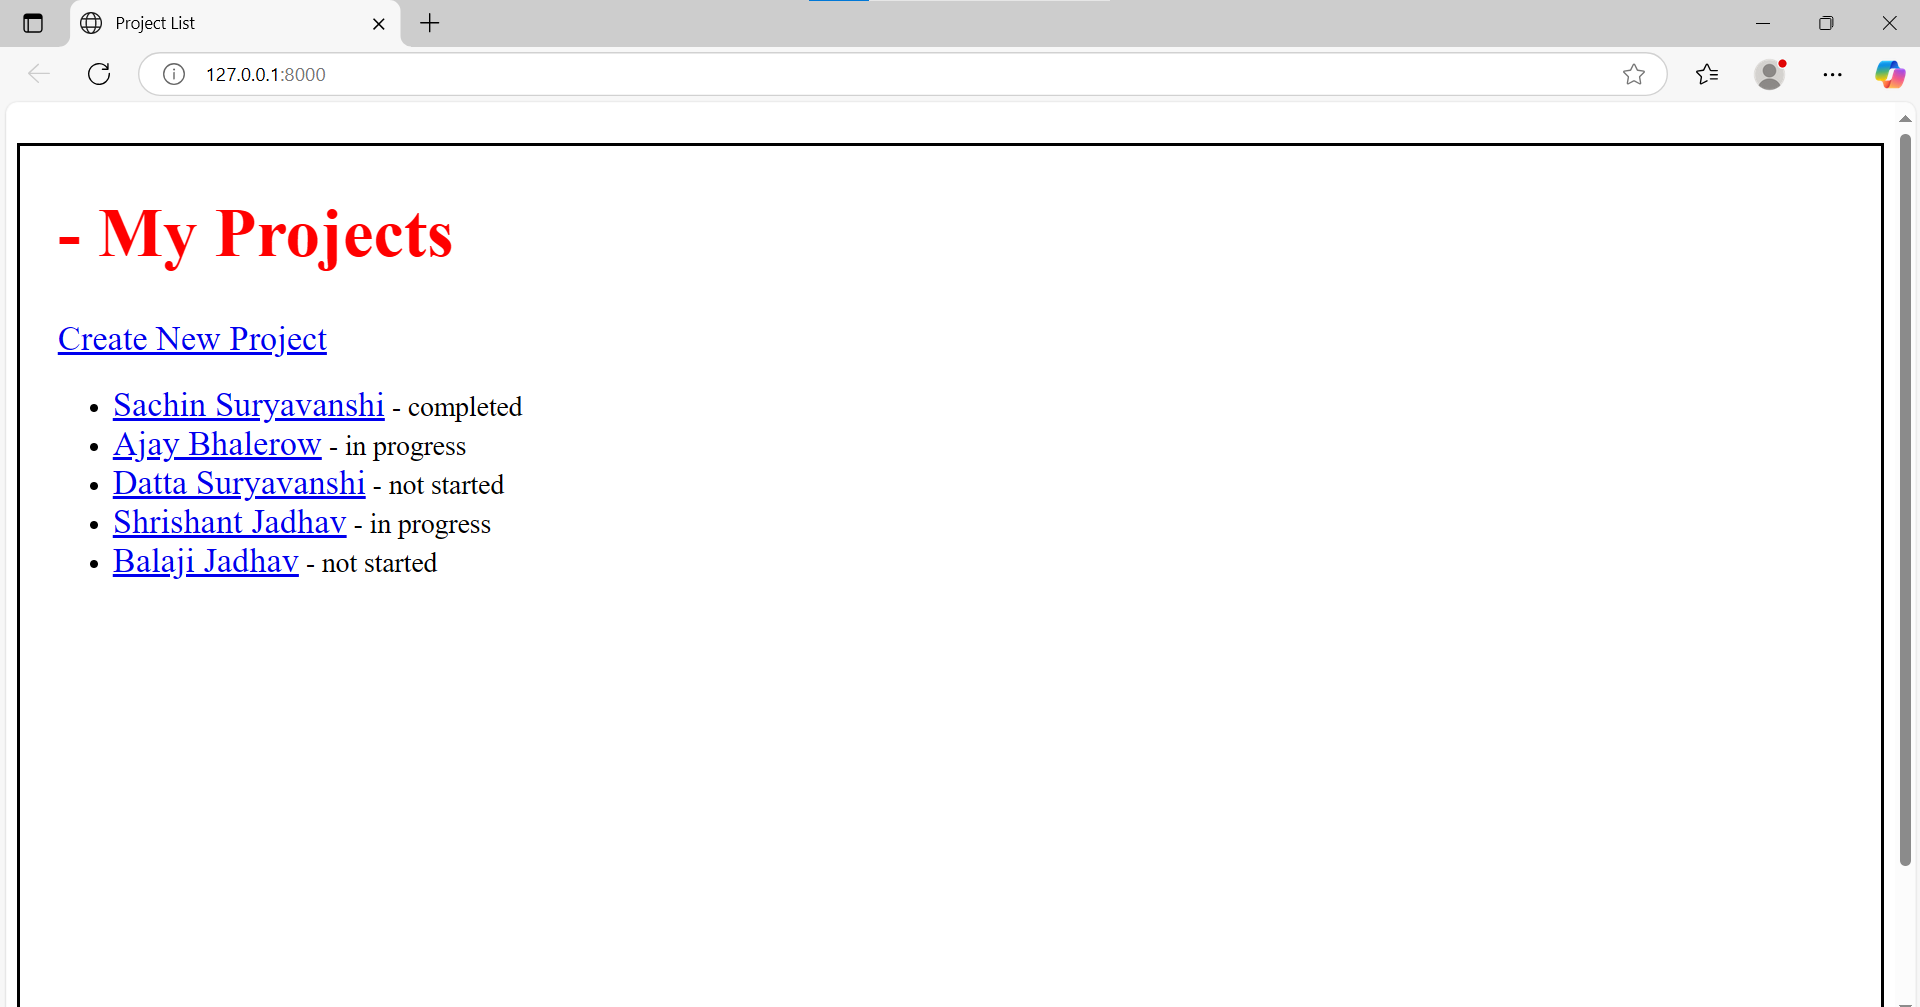 Project List
127.0.0.1:8000
- My Projects
Create New Project
Sachin Suryavanshi - completed
Ajay Bhalerow - in progress
Datta Suryavanshi - not started
Shrishant Jadhav - in progress
Balaji Jadhav - not started